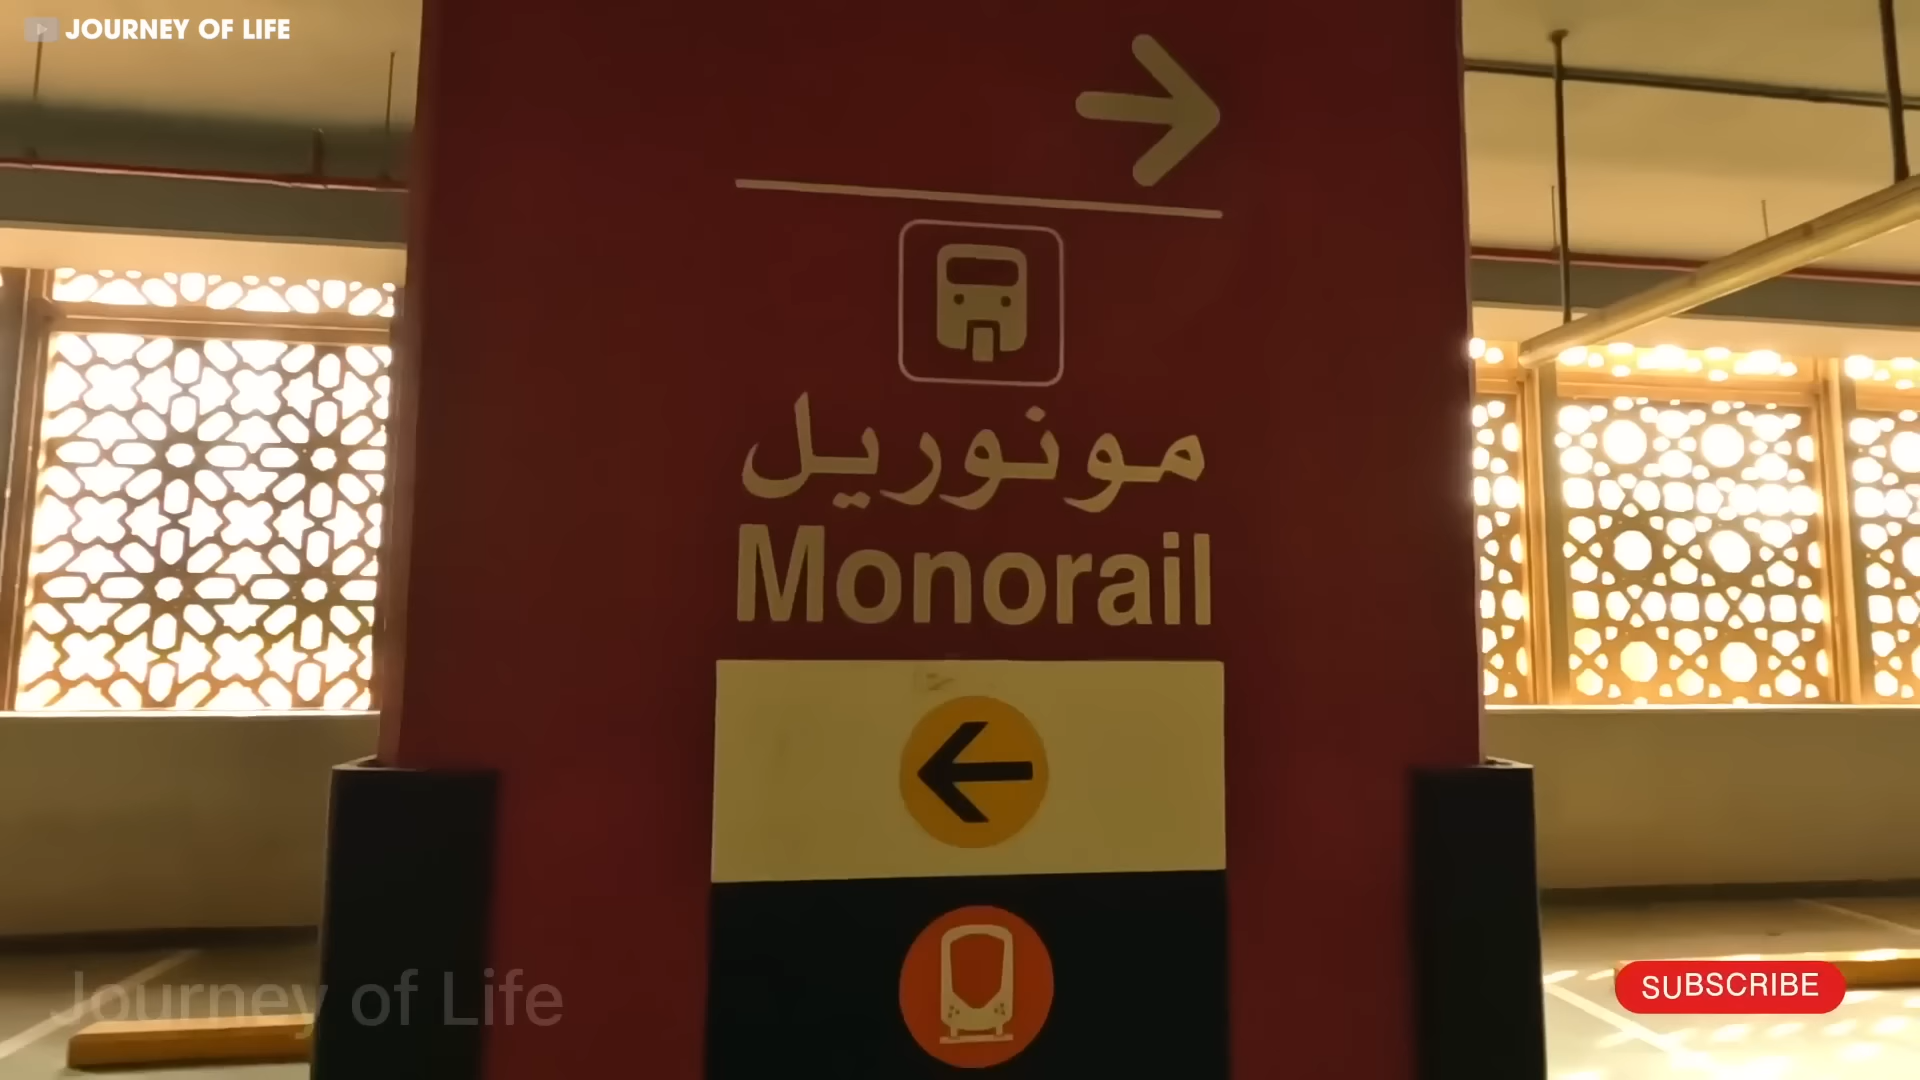 JOURNEY OF LIFE
مونوريل
Monorail
Journey of Life
SUBSCRIBE